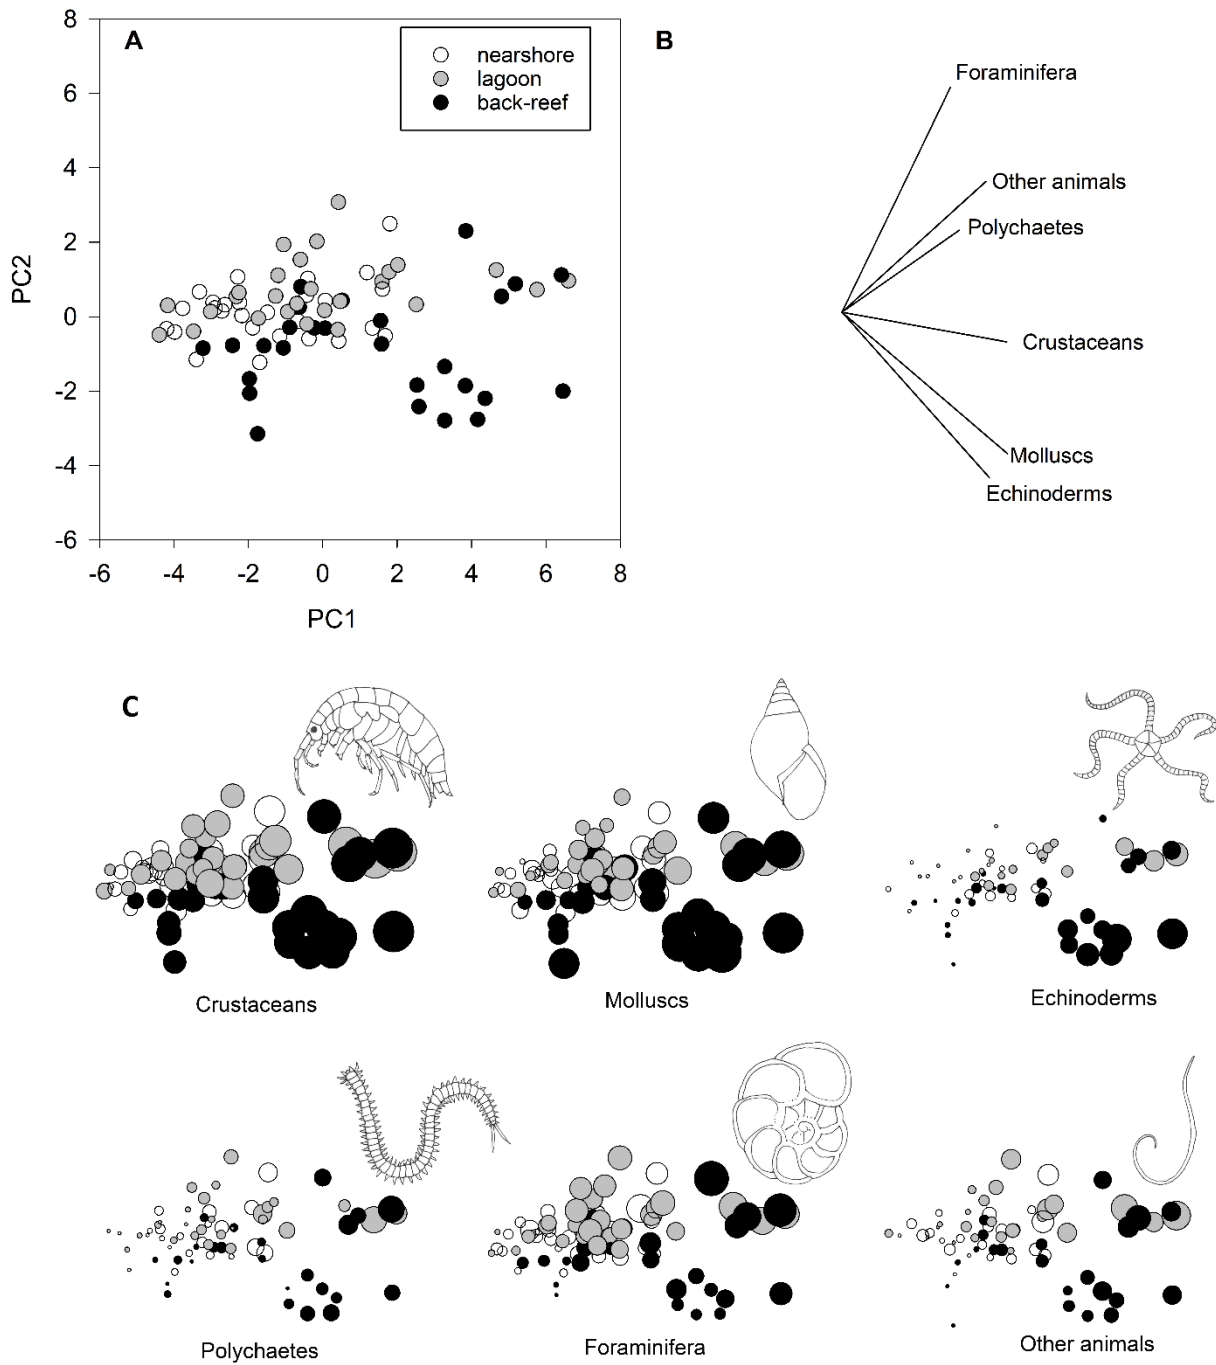 A
nearshore
lagoon
back-reef
8
6
4
2
0
-2
-4
-6
PC2
-6 -4 -2 0 2 4 6 8
PC1
B
Foraminifera
Other animals
Polychaetes
Crustaceans
Molluscs
Echinoderms
C
Crustaceans
Molluscs
Echinoderms
Polychaetes
Foraminifera
Other animals